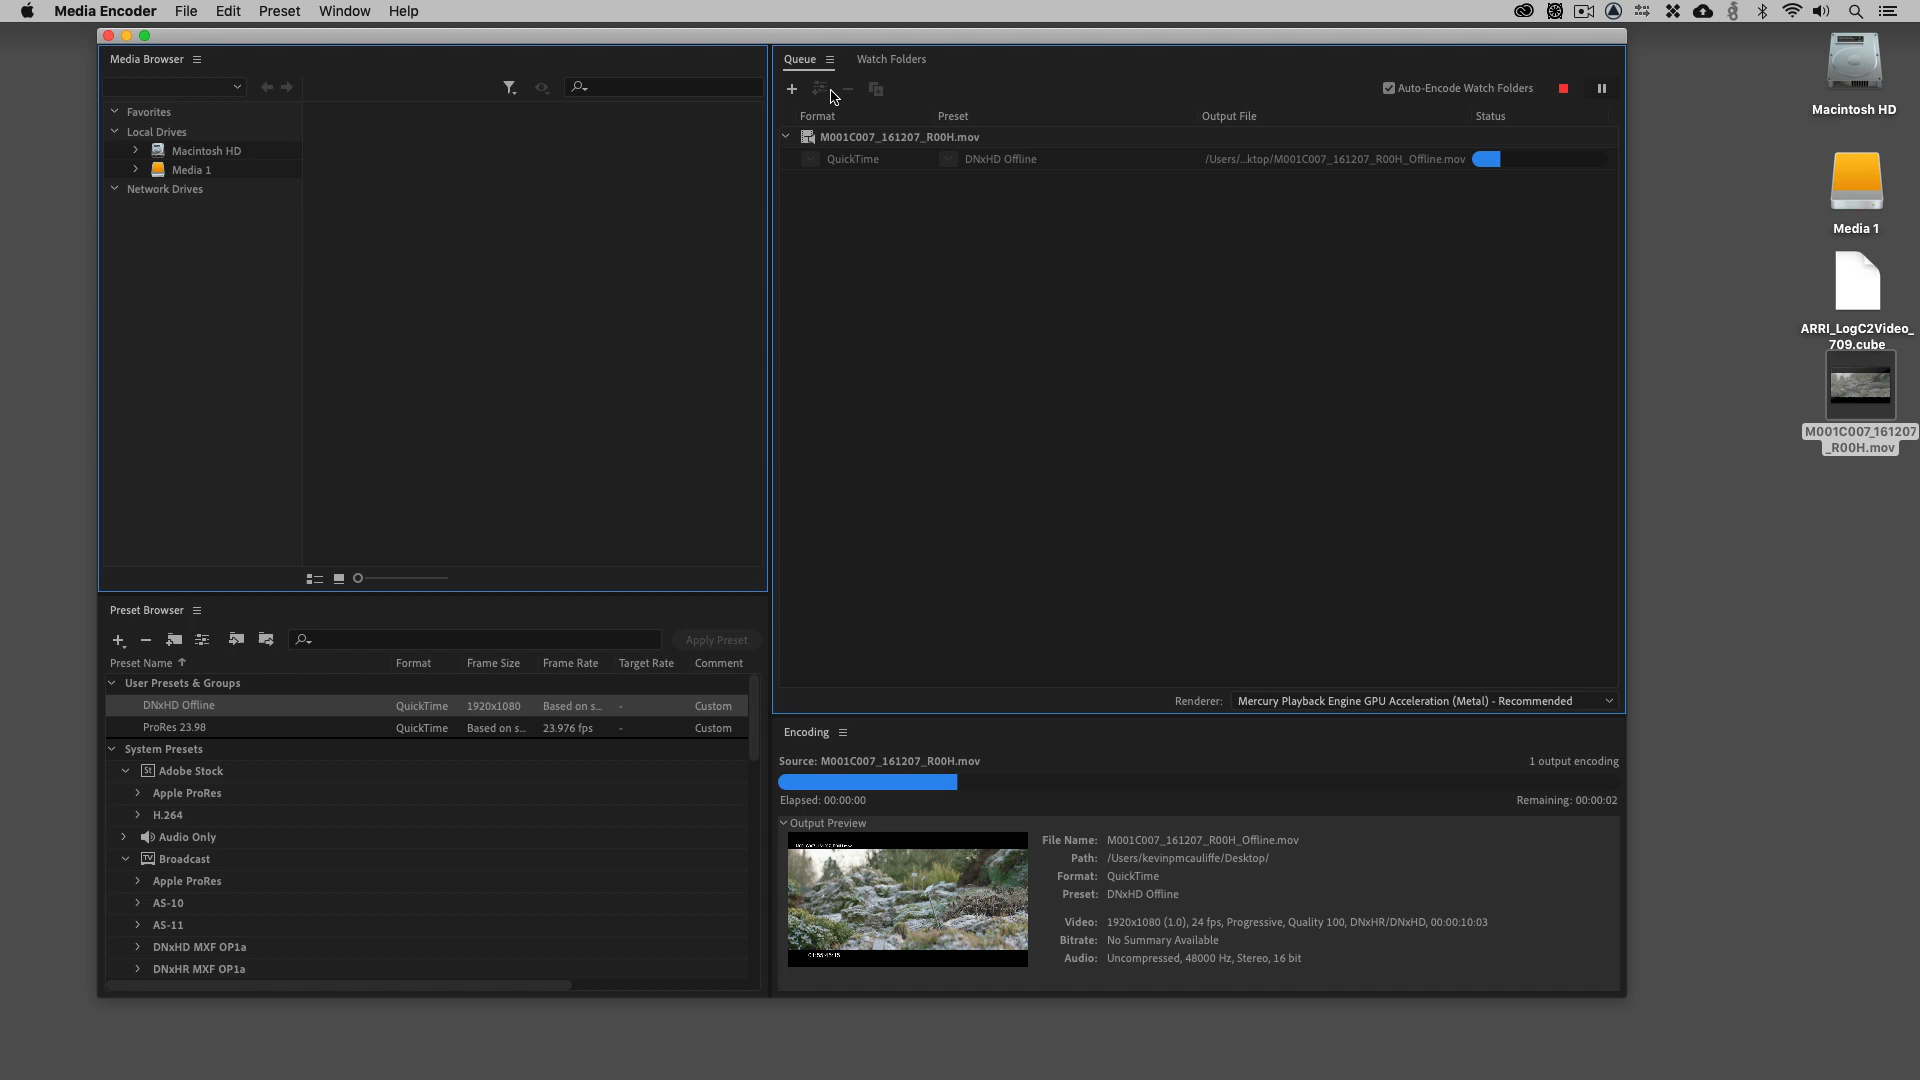 Media Encoder File Edit Preset Window Help
Media Browser
Favorites
Local Drives
Macintosh HD
Media 1
Network Drives
Queue Watch Folders
Auto-Encode Watch Folders
Format Preset Output File Status
M001C007_161207_R00H.mov
QuickTime DNxHD Offline /Users/...ktop/M001C007_161207_R00H_Offline.mov
Renderer: Mercury Playback Engine GPU Acceleration (Metal) - Recommended
Preset Browser
Apply Preset
Preset Name Format Frame Size Frame Rate Target Rate Comment
User Presets & Groups
DNxHD Offline QuickTime 1920x1080 Based on s... - Custom
ProRes 23.98 QuickTime Based on s... 23.976 fps - Custom
System Presets
St Adobe Stock
Apple ProRes
H.264
Audio Only
TV Broadcast
Apple ProRes
AS-10
AS-11
DNxHD MXF OP1a
DNxHR MXF OP1a
Encoding
Source: M001C007_161207_R00H.mov 1 output encoding
Elapsed: 00:00:00 Remaining: 00:00:02
Output Preview
File Name: M001C007_161207_R00H_Offline.mov
Path: /Users/kevinpmcauliffe/Desktop/
Format: QuickTime
Preset: DNxHD Offline
Video: 1920x1080 (1.0), 24 fps, Progressive, Quality 100, DNxHR/DNxHD, 00:00:10:03
Bitrate: No Summary Available
Audio: Uncompressed, 48000 Hz, Stereo, 16 bit
Macintosh HD
Media 1
ARRI_LogC2Video_
709.cube
M001C007_161207
_R00H.mov